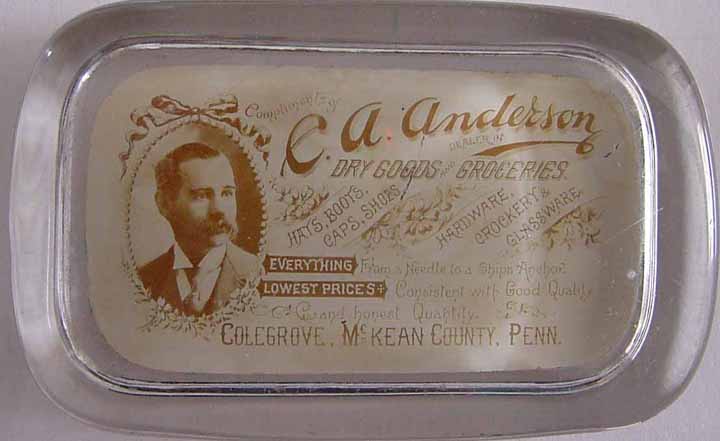 Compliments of
C. A. Anderson
DEALER IN
DRY GOODS AND GROCERIES.
HATS, BOOTS,
CAPS, SHOES
HARDWARE,
CROCKERY &
GLASSWARE.
EVERYTHING From a Needle to a Ships Anchor
LOWEST PRICES Consistent with Good Quality
and honest Quantity.
COLEGROVE, McKEAN COUNTY, PENN.